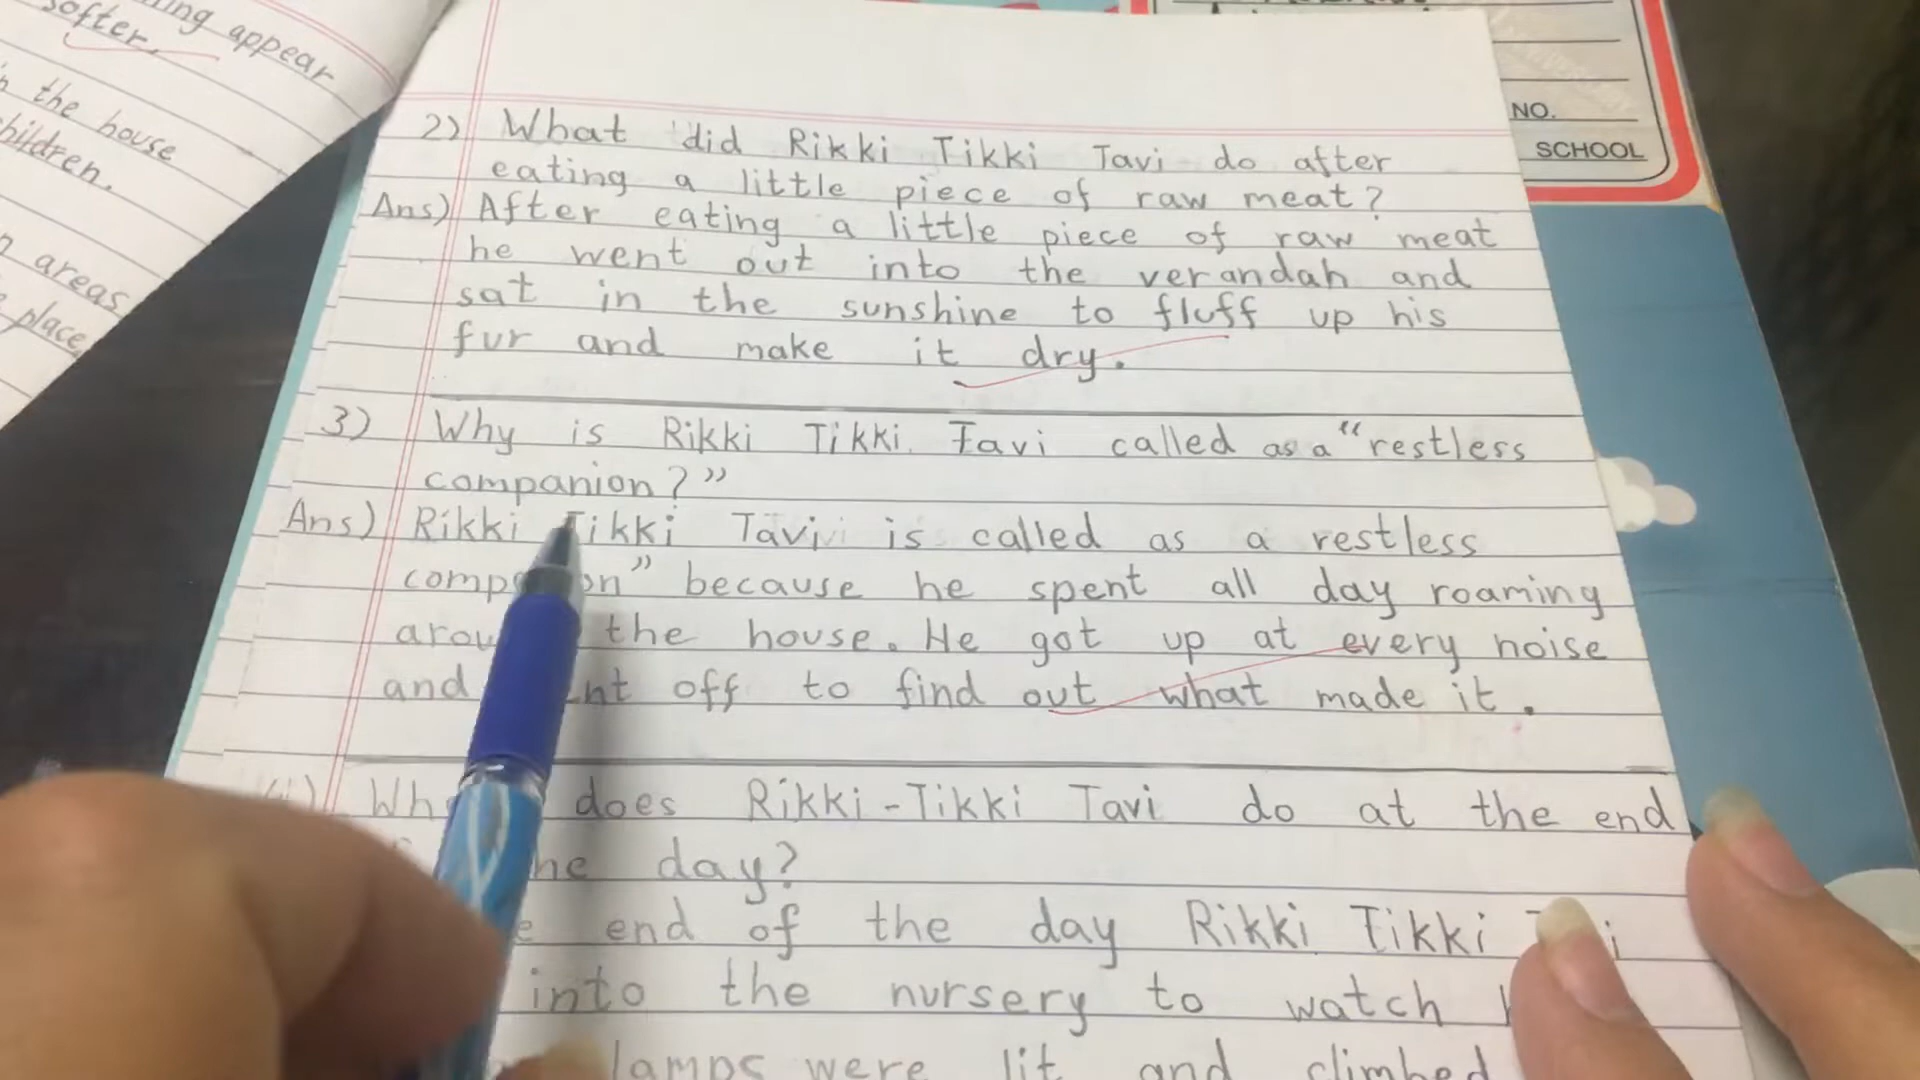 ing appear
softer.
the house
children.
areas
place
NO.
SCHOOL
2) What did Rikki Tikki Tavi do after
eating a little piece of raw meat?
Ans) After eating a little piece of raw meat
he went out into the verandah and
sat in the sunshine to fluff up his
fur and make it dry.
3) Why is Rikki Tikki Tavi called as a "restless
companion?"
Ans) Rikki Tikki Tavi is called as a restless
because he spent all day roaming
the house. He got up at every noise
and off to find out what made it.
does Rikki-Tikki Tavi do at the end
day?
end of the day Rikki Tikki
into the nursery to watch
lamps were lit and climbed